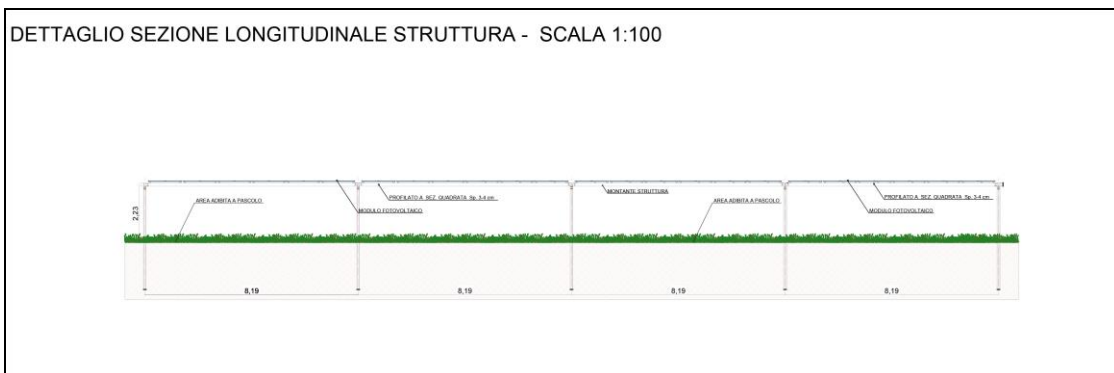 DETTAGLIO SEZIONE LONGITUDINALE STRUTTURA - SCALA 1:100
MONTANTE STRUTTURA
PROFILATO A SEZ. QUADRATA Sp. 3-4 cm
PROFILATO A SEZ. QUADRATA Sp. 3-4 cm
AREA ADIBITA A PASCOLO
AREA ADIBITA A PASCOLO
MODULO FOTOVOLTAICO
MODULO FOTOVOLTAICO
2,23
8,19
8,19
8,19
8,19